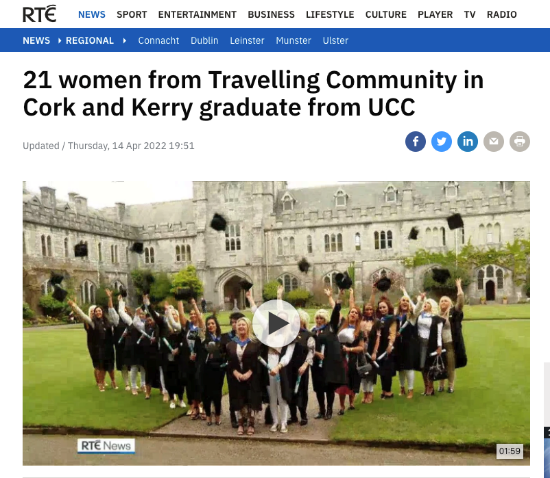 RTÉ NEWS SPORT ENTERTAINMENT BUSINESS LIFESTYLE CULTURE PLAYER TV RADIO
NEWS REGIONAL Connacht Dublin Leinster Munster Ulster
21 women from Travelling Community in
Cork and Kerry graduate from UCC
Updated / Thursday, 14 Apr 2022 19:51
RTÉ News
01:59